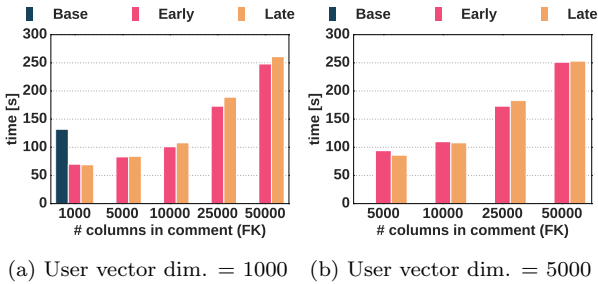 Base Early Late
300
250
200
150
100
50
0
time [s]
1000 5000 10000 25000 50000
# columns in comment (FK)
(a) User vector dim. = 1000
Base Early Late
300
250
200
150
100
50
0
time [s]
5000 10000 25000 50000
# columns in comment (FK)
(b) User vector dim. = 5000